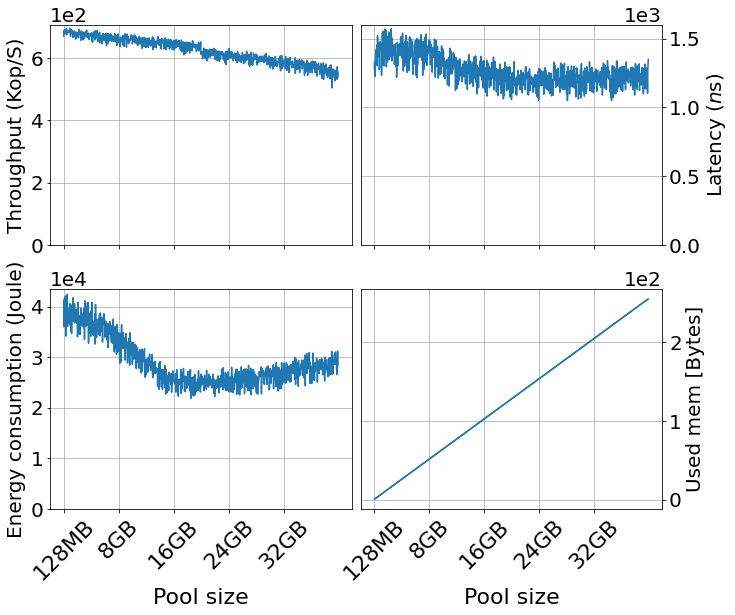 1e2
1e3
Throughput (Kop/S)
6
4
2
0
1.5
1.0
0.5
0.0
Latency (ns)
1e4
1e2
Energy consumption (Joule)
4
3
2
1
0
2
1
0
Used mem [Bytes]
128MB
8GB
16GB
24GB
32GB
128MB
8GB
16GB
24GB
32GB
Pool size
Pool size